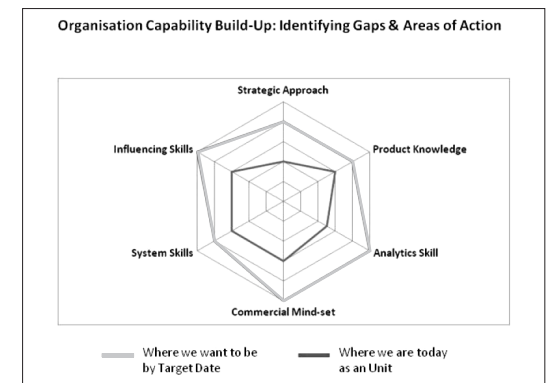 Organisation Capability Build-Up: Identifying Gaps & Areas of Action
Strategic Approach
Influencing Skills
Product Knowledge
System Skills
Analytics Skill
Commercial Mind-set
Where we want to be
by Target Date
Where we are today
as an Unit